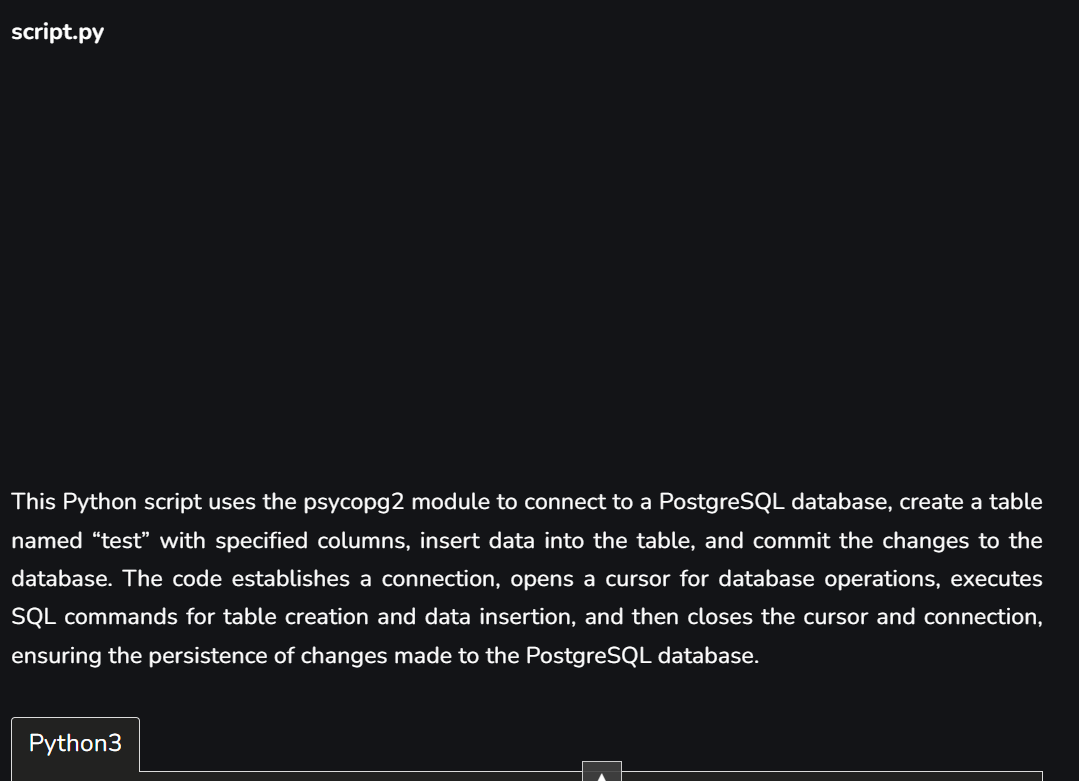 script.py
This Python script uses the psycopg2 module to connect to a PostgreSQL database, create a table
named “test” with specified columns, insert data into the table, and commit the changes to the
database. The code establishes a connection, opens a cursor for database operations, executes
SQL commands for table creation and data insertion, and then closes the cursor and connection,
ensuring the persistence of changes made to the PostgreSQL database.
Python3